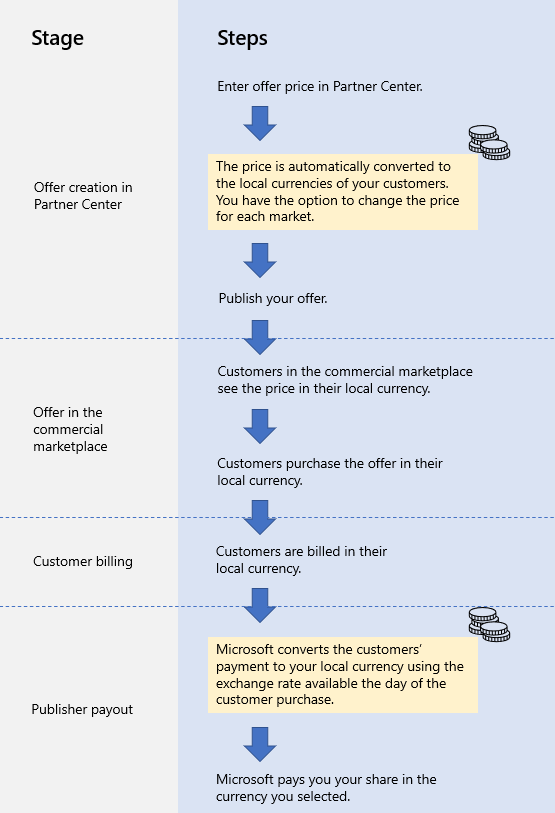 Stage
Steps
Enter offer price in Partner Center.
Offer creation in
Partner Center
The price is automatically converted to
the local currencies of your customers.
You have the option to change the price
for each market.
Publish your offer.
Offer in the
commercial
marketplace
Customers in the commercial marketplace
see the price in their local currency.
Customers purchase the offer in their
local currency.
Customer billing
Customers are billed in their
local currency.
Publisher payout
Microsoft converts the customers’
payment to your local currency using the
exchange rate available the day of the
customer purchase.
Microsoft pays you your share in the
currency you selected.